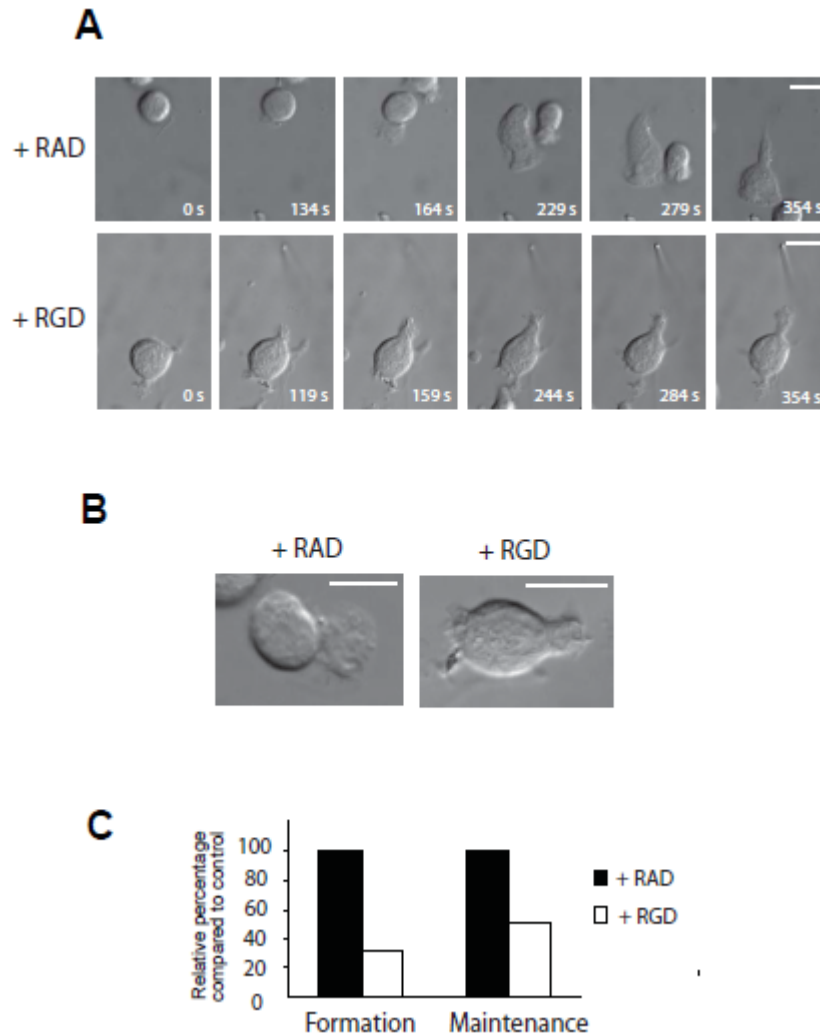 A
+ RAD
0 s 134 s 164 s 229 s 279 s 354 s
+ RGD
0 s 119 s 159 s 244 s 284 s 354 s
B
+ RAD + RGD
C
Relative percentage
compared to control
100
80
60
40
20
0
Formation Maintenance
+ RAD
+ RGD